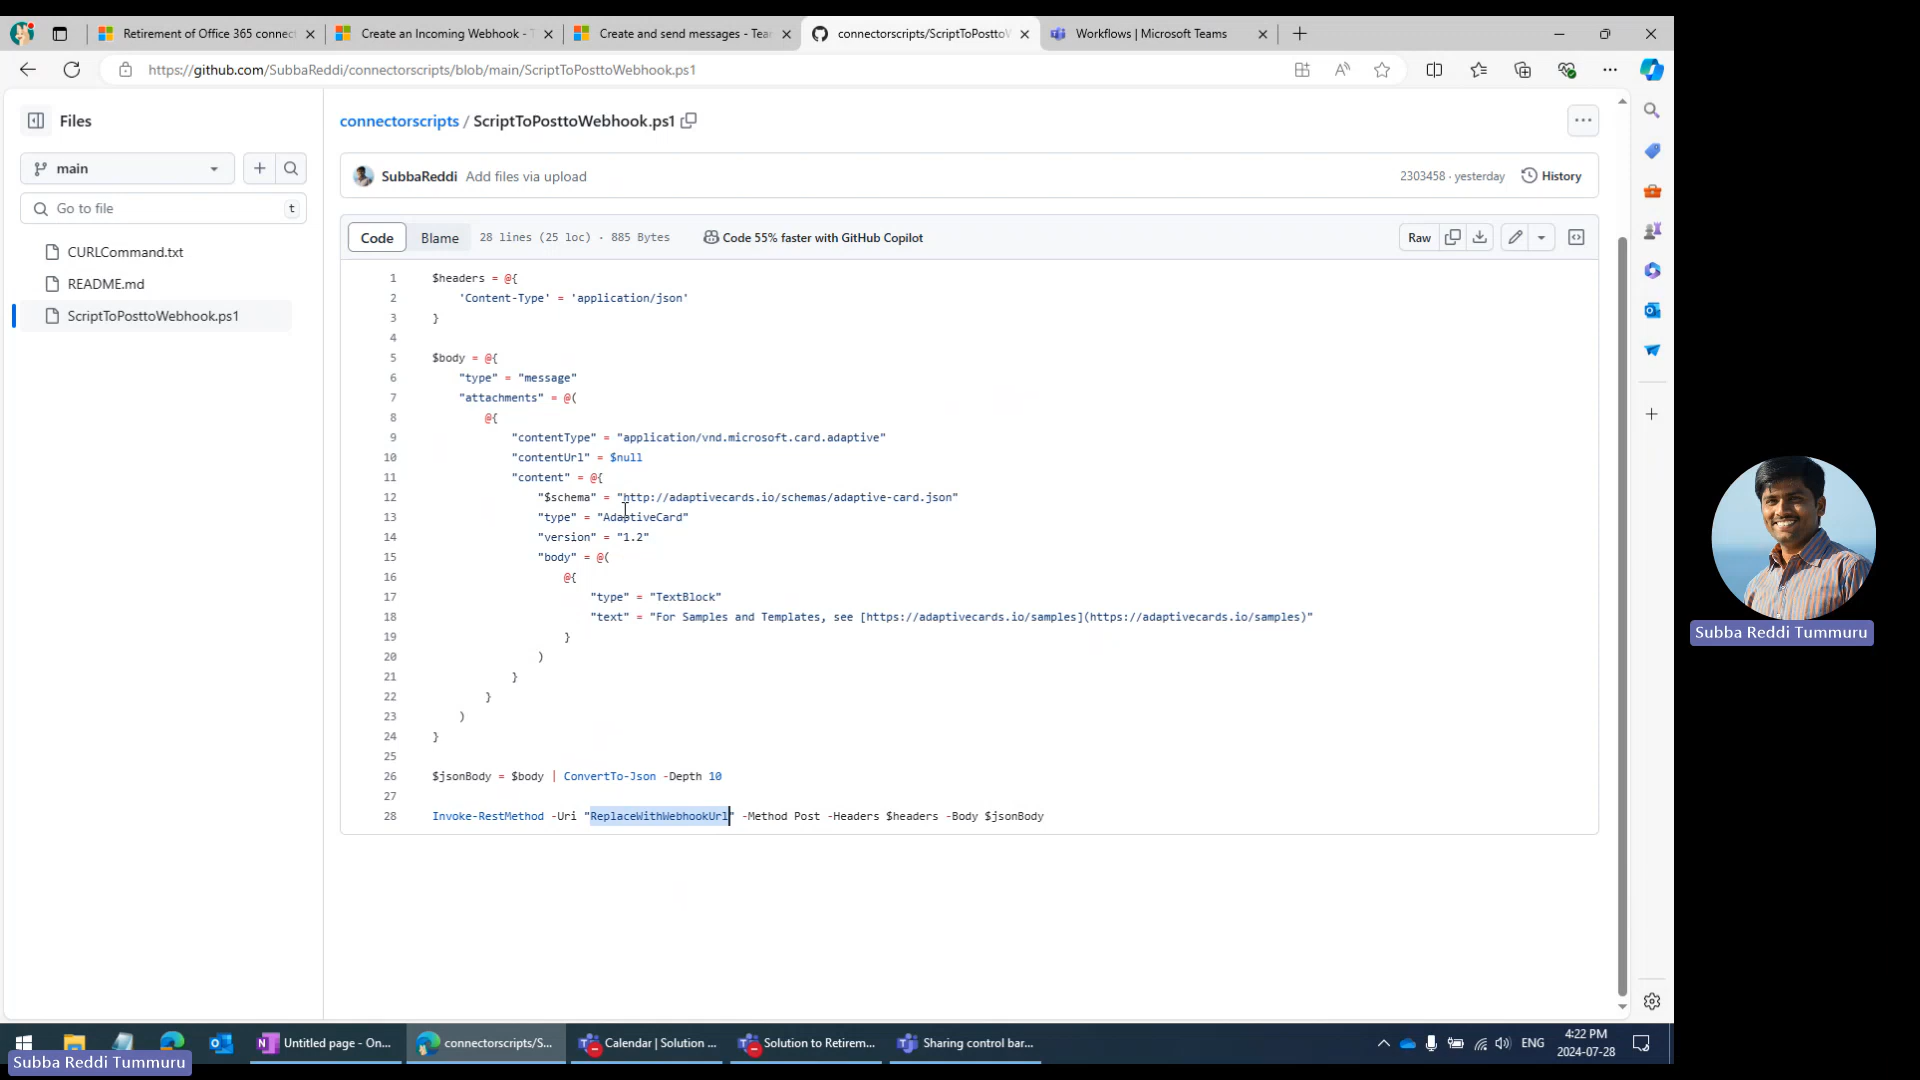 Retirement of Office 365 connec
Create an Incoming Webhook - T
Create and send messages - Tea
connectorscripts/ScriptToPosttoW
Workflows | Microsoft Teams
https://github.com/SubbaReddi/connectorscripts/blob/main/ScriptToPosttoWebhook.ps1
Files
main
Go to file
t
CURLCommand.txt
README.md
ScriptToPosttoWebhook.ps1
connectorscripts / ScriptToPosttoWebhook.ps1
SubbaReddi Add files via upload
2303458 · yesterday
History
Code
Blame
28 lines (25 loc) · 885 Bytes
Code 55% faster with GitHub Copilot
Raw
1 $headers = @{
2 'Content-Type' = 'application/json'
3 }
4
5 $body = @{
6 "type" = "message"
7 "attachments" = @(
8 @{
9 "contentType" = "application/vnd.microsoft.card.adaptive"
10 "contentUrl" = $null
11 "content" = @{
12 "$schema" = "http://adaptivecards.io/schemas/adaptive-card.json"
13 "type" = "AdaptiveCard"
14 "version" = "1.2"
15 "body" = @(
16 @{
17 "type" = "TextBlock"
18 "text" = "For Samples and Templates, see [https://adaptivecards.io/samples](https://adaptivecards.io/samples)"
19 }
20 )
21 }
22 }
23 )
24 }
25
26 $jsonBody = $body | ConvertTo-Json -Depth 10
27
28 Invoke-RestMethod -Uri "ReplaceWithWebhookUrl" -Method Post -Headers $headers -Body $jsonBody
Subba Reddi Tummuru
Untitled page - On...
connectorscripts/S...
Calendar | Solution ...
Solution to Retirem...
Sharing control bar...
ENG
4:22 PM
2024-07-28
Subba Reddi Tummuru